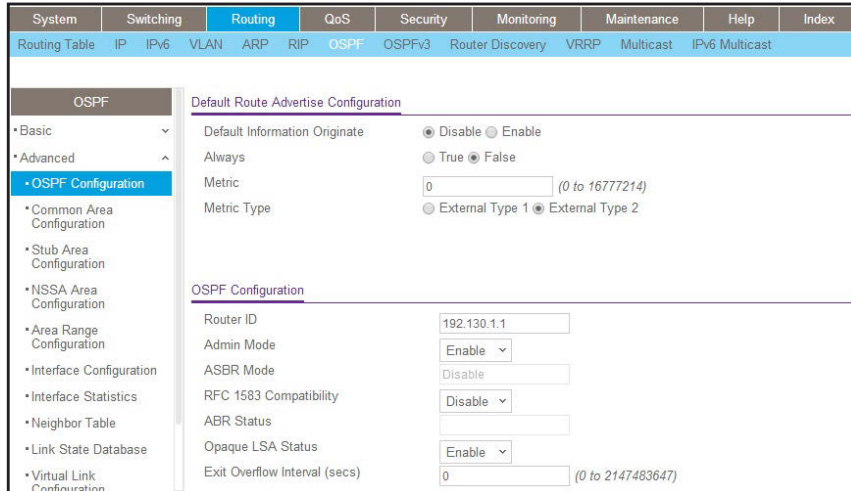 System Switching Routing QoS Security Monitoring Maintenance Help Index
Routing Table IP IPv6 VLAN ARP RIP OSPF OSPFv3 Router Discovery VRRP Multicast IPv6 Multicast
OSPF
Basic
Advanced
OSPF Configuration
Common Area
Configuration
Stub Area
Configuration
NSSA Area
Configuration
Area Range
Configuration
Interface Configuration
Interface Statistics
Neighbor Table
Link State Database
Virtual Link
Configuration
Default Route Advertise Configuration
Default Information Originate Disable Enable
Always True False
Metric 0 (0 to 16777214)
Metric Type External Type 1 External Type 2
OSPF Configuration
Router ID 192.130.1.1
Admin Mode Enable
ASBR Mode Disable
RFC 1583 Compatibility Disable
ABR Status
Opaque LSA Status Enable
Exit Overflow Interval (secs) 0 (0 to 2147483647)